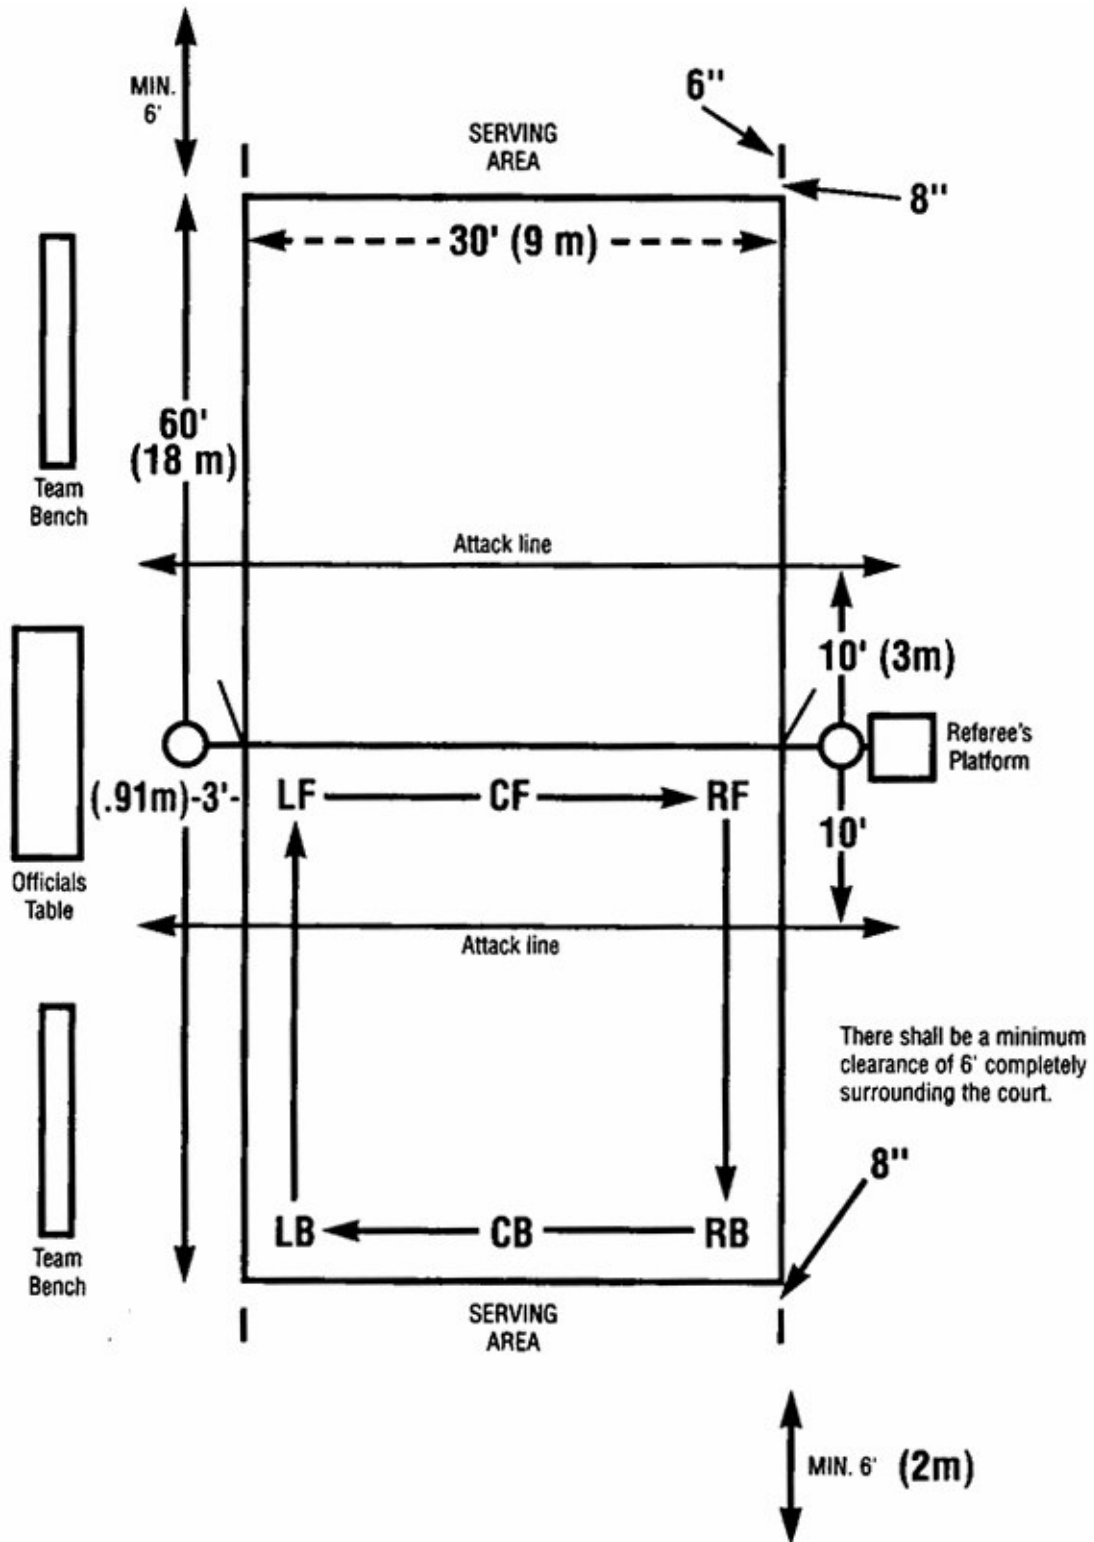 MIN.
6'
6"
SERVING
AREA
8"
30' (9 m)
60'
(18 m)
Team
Bench
Attack line
10' (3m)
Referee's
Platform
(.91m)-3'-
LF CF RF
10'
Officials
Table
Attack line
There shall be a minimum
clearance of 6' completely
surrounding the court.
8"
LB CB RB
Team
Bench
SERVING
AREA
MIN. 6' (2m)